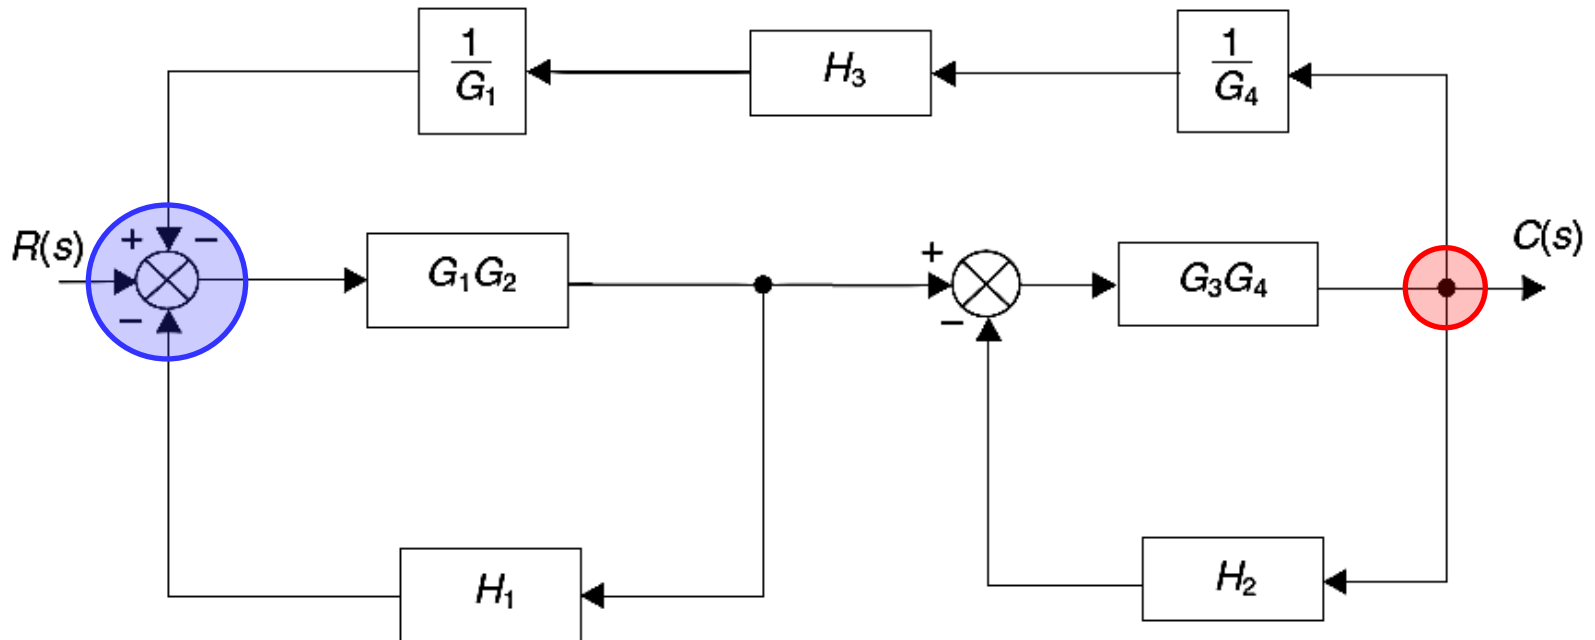 1/G₁
H₃
1/G₄
R(s)
+
−
−
G₁G₂
+
−
G₃G₄
C(s)
H₁
H₂